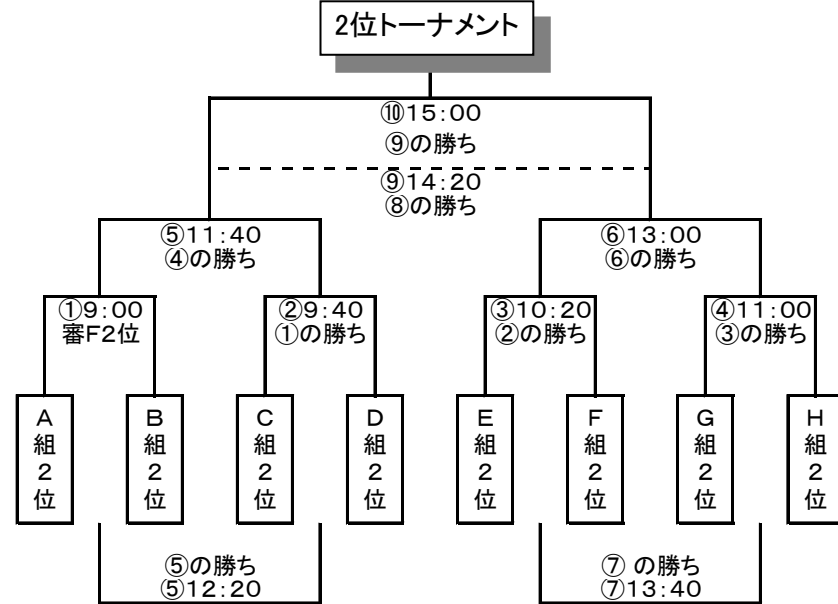 2位トーナメント
⑩15:00
⑨の勝ち
⑨14:20
⑧の勝ち
⑤11:40
④の勝ち
⑥13:00
⑥の勝ち
①9:00
審F2位
②9:40
①の勝ち
③10:20
②の勝ち
④11:00
③の勝ち
A組2位
B組2位
C組2位
D組2位
E組2位
F組2位
G組2位
H組2位
⑤の勝ち
⑤12:20
⑦ の勝ち
⑦13:40